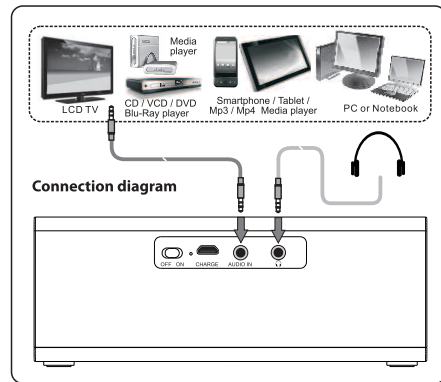 Media
player
LCD TV
CD / VCD / DVD
Blu-Ray player
Smartphone / Tablet /
Mp3 / Mp4 Media player
PC or Notebook
Connection diagram
OFF ON
CHARGE
AUDIO IN